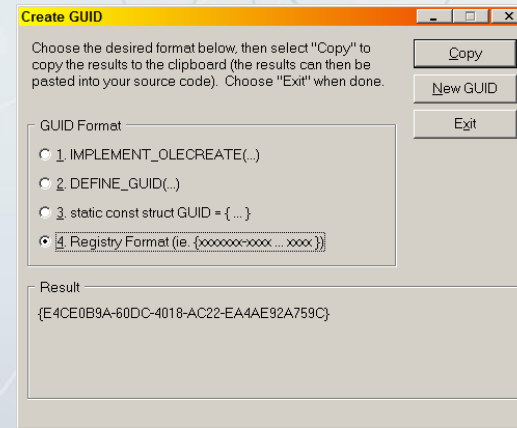 Create GUID
Choose the desired format below, then select "Copy" to
copy the results to the clipboard (the results can then be
pasted into your source code). Choose "Exit" when done.
Copy
New GUID
Exit
GUID Format
1. IMPLEMENT_OLECREATE(...)
2. DEFINE_GUID(...)
3. static const struct GUID = { ... }
4. Registry Format (ie. {xxxxxxx-xxxx ... xxxx })
Result
{E4CE0B9A-60DC-4018-AC22-EA4AE92A759C}